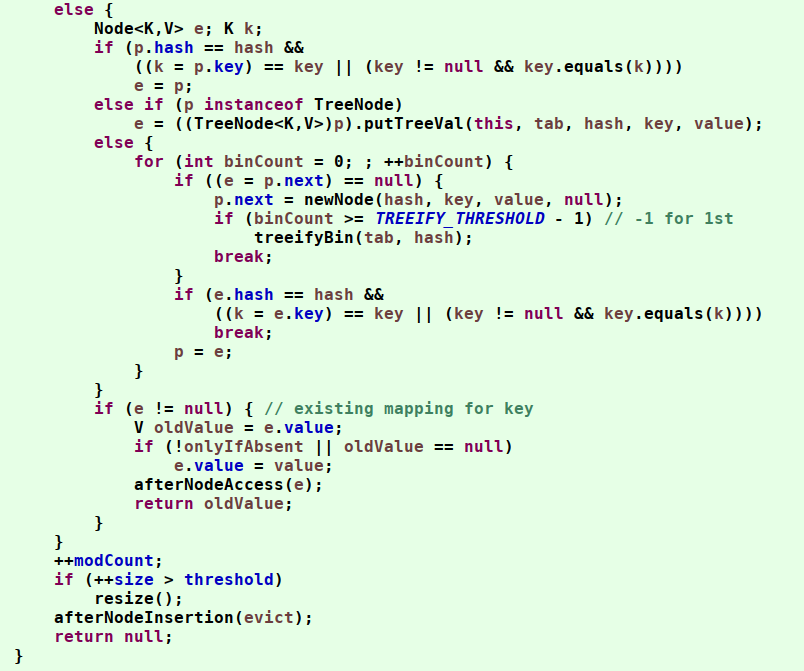 else {
Node<K,V> e; K k;
if (p.hash == hash &&
((k = p.key) == key || (key != null && key.equals(k))))
e = p;
else if (p instanceof TreeNode)
e = ((TreeNode<K,V>)p).putTreeVal(this, tab, hash, key, value);
else {
for (int binCount = 0; ; ++binCount) {
if ((e = p.next) == null) {
p.next = newNode(hash, key, value, null);
if (binCount >= TREEIFY_THRESHOLD - 1) // -1 for 1st
treeifyBin(tab, hash);
break;
}
if (e.hash == hash &&
((k = e.key) == key || (key != null && key.equals(k))))
break;
p = e;
}
}
if (e != null) { // existing mapping for key
V oldValue = e.value;
if (!onlyIfAbsent || oldValue == null)
e.value = value;
afterNodeAccess(e);
return oldValue;
}
}
++modCount;
if (++size > threshold)
resize();
afterNodeInsertion(evict);
return null;
}